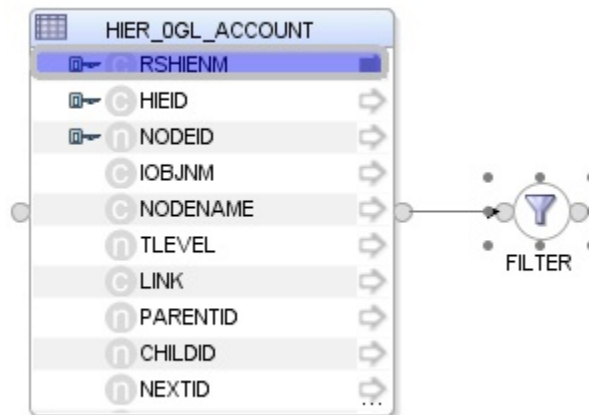 HIER_0GL_ACCOUNT
C RSHIENM
C HIEID
n NODEID
C IOBJNM
C NODENAME
n TLEVEL
C LINK
n PARENTID
n CHILDID
n NEXTID
...
FILTER